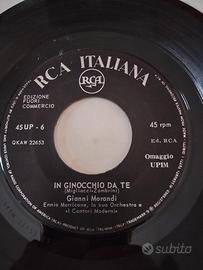 RCA ITALIANA
EDIZIONE
FUORI
COMMERCIO
RCA
45 UP - 6
45 rpm
QKAW 22653
Ed. RCA
IN GINOCCHIO DA TE
(Migliacci-Zambrini)
Omaggio
UPIM
Gianni Morandi
Ennio Morricone, la sua Orchestra e
«I Cantori Moderni»
subito